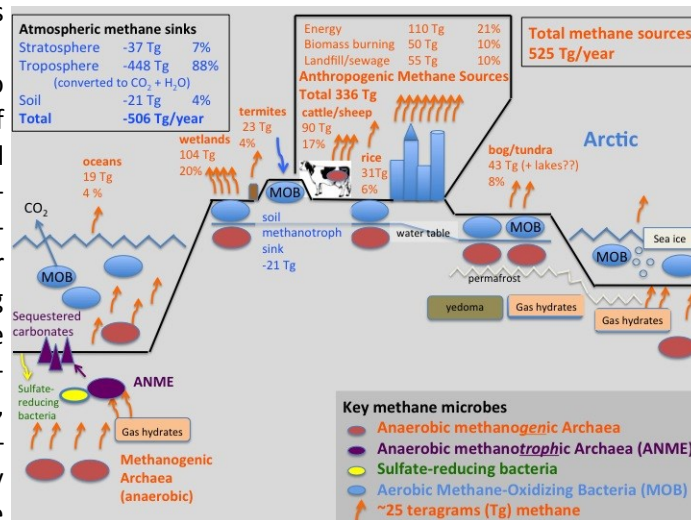 Atmospheric methane sinks
Stratosphere -37 Tg 7%
Troposphere -448 Tg 88%
(converted to CO₂ + H₂O)
Soil -21 Tg 4%
Total -506 Tg/year
Energy 110 Tg 21%
Biomass burning 50 Tg 10%
Landfill/sewage 55 Tg 10%
Anthropogenic Methane Sources
Total 336 Tg
cattle/sheep
90 Tg
17%
rice
31Tg
6%
Total methane sources
525 Tg/year
termites
23 Tg
4%
wetlands
104 Tg
20%
oceans
19 Tg
4 %
bog/tundra
43 Tg (+ lakes??)
8%
Arctic
CO₂
MOB
MOB
MOB
MOB
soil
methanotroph
sink
-21 Tg
water table
Sea ice
permafrost
yedoma
Gas hydrates
Gas hydrates
Sequestered
carbonates
ANME
Sulfate-
reducing
bacteria
Gas hydrates
Methanogenic
Archaea
(anaerobic)
Key methane microbes
Anaerobic methanogenic Archaea
Anaerobic methanotrophic Archaea (ANME)
Sulfate-reducing bacteria
Aerobic Methane-Oxidizing Bacteria (MOB)
~25 teragrams (Tg) methane